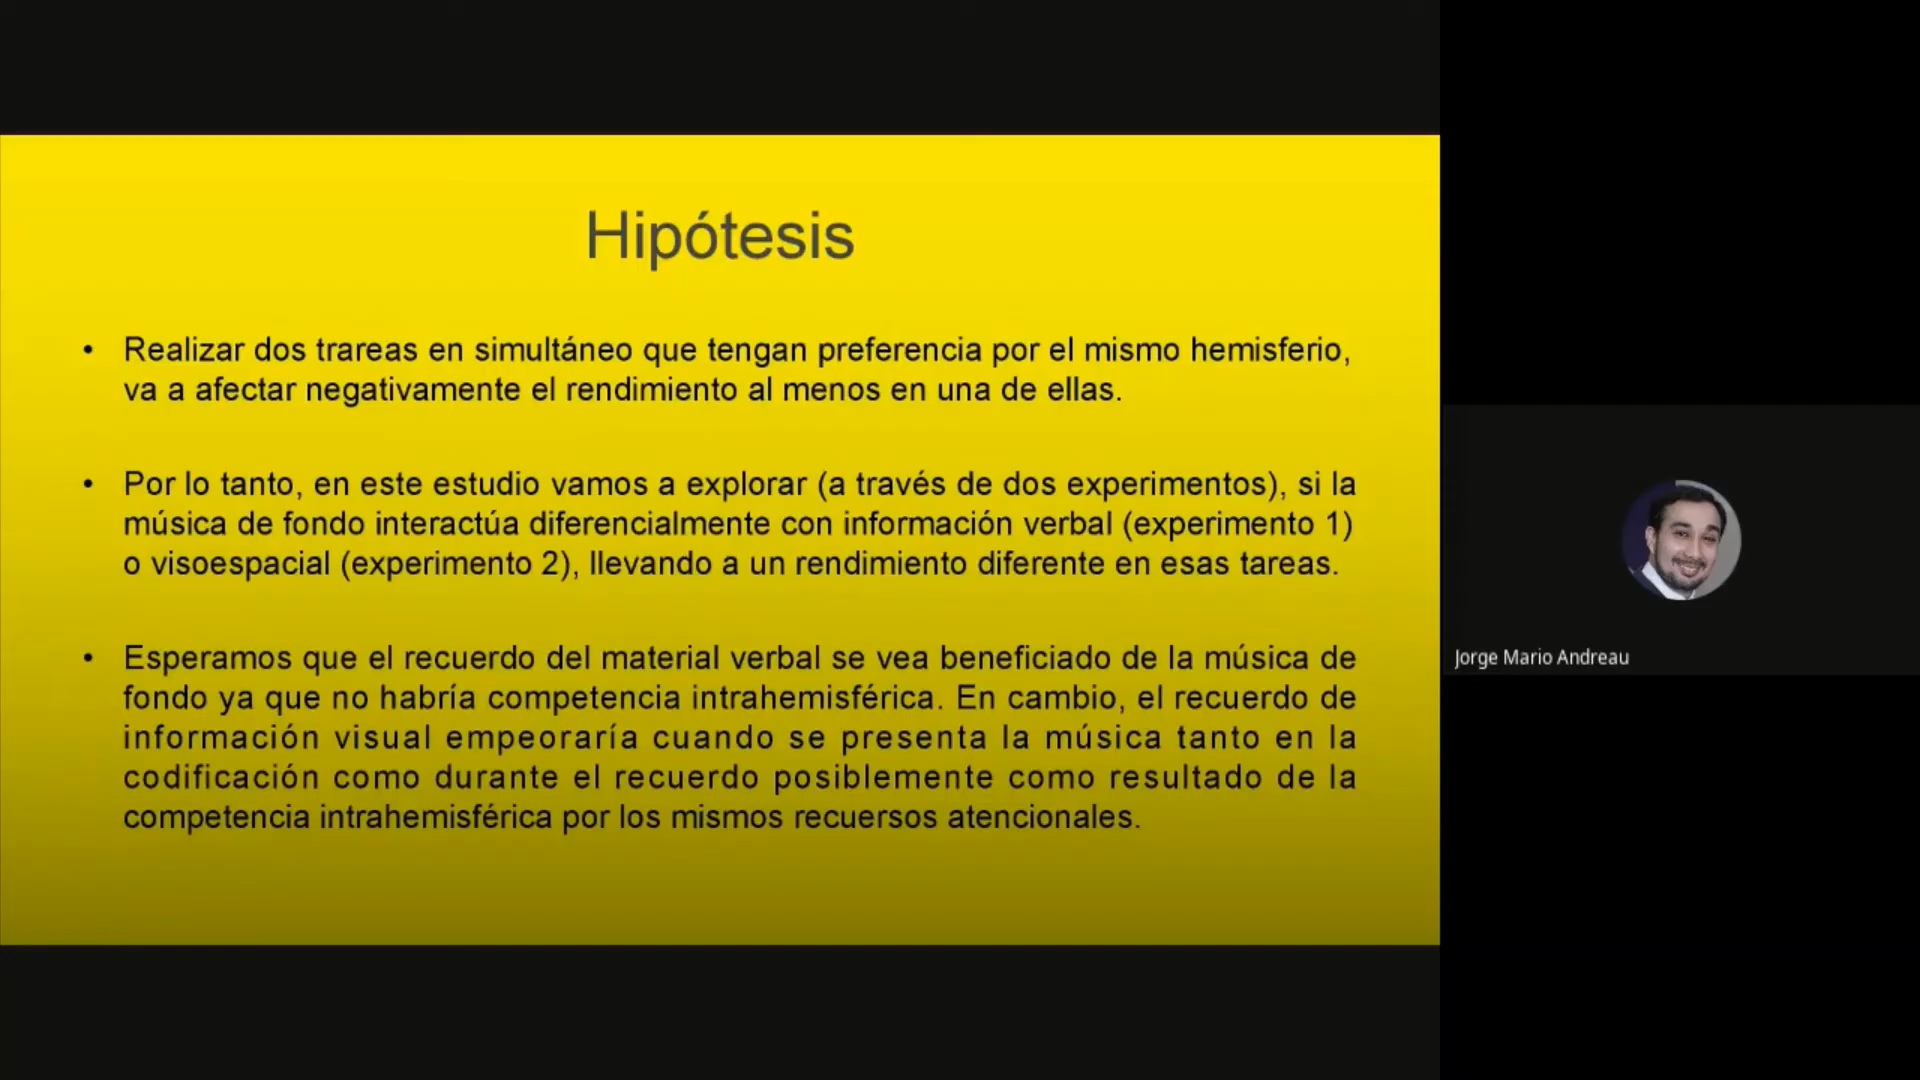 Hipótesis
• Realizar dos trareas en simultáneo que tengan preferencia por el mismo hemisferio,
va a afectar negativamente el rendimiento al menos en una de ellas.
• Por lo tanto, en este estudio vamos a explorar (a través de dos experimentos), si la
música de fondo interactúa diferencialmente con información verbal (experimento 1)
o visoespacial (experimento 2), llevando a un rendimiento diferente en esas tareas.
• Esperamos que el recuerdo del material verbal se vea beneficiado de la música de
fondo ya que no habría competencia intrahemisférica. En cambio, el recuerdo de
información visual empeoraría cuando se presenta la música tanto en la
codificación como durante el recuerdo posiblemente como resultado de la
competencia intrahemisférica por los mismos recuersos atencionales.
Jorge Mario Andreau